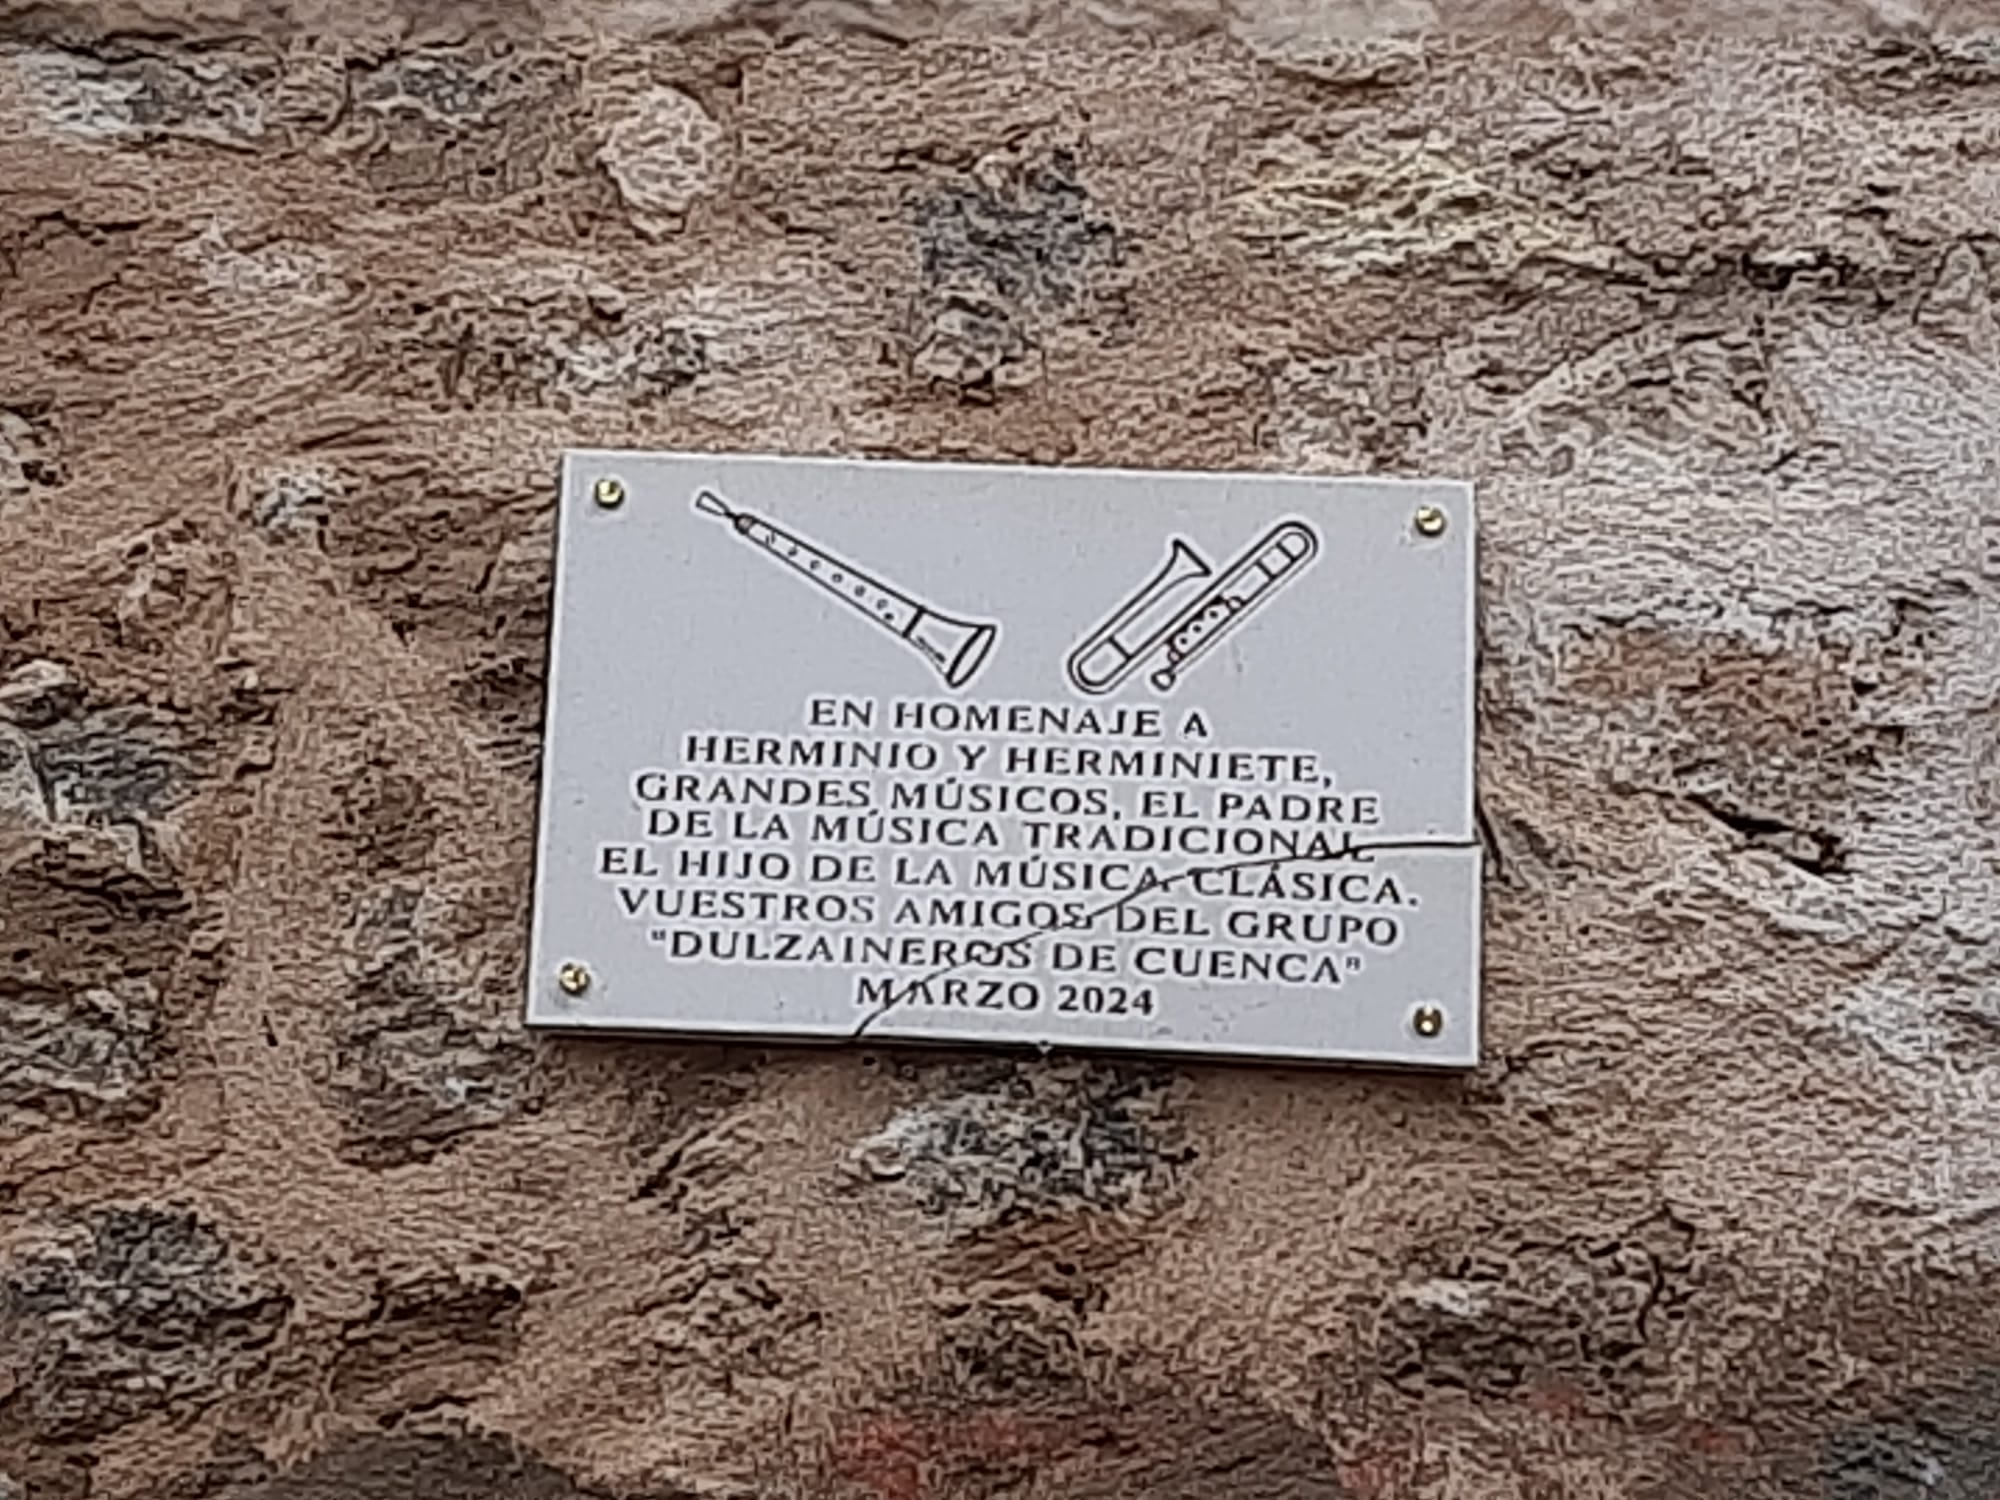 EN HOMENAJE A
HERMINIO Y HERMINIETE,
GRANDES MÚSICOS, EL PADRE
DE LA MÚSICA TRADICIONAL
EL HIJO DE LA MÚSICA CLÁSICA.
VUESTROS AMIGOS DEL GRUPO
"DULZAINEROS DE CUENCA"
MARZO 2024